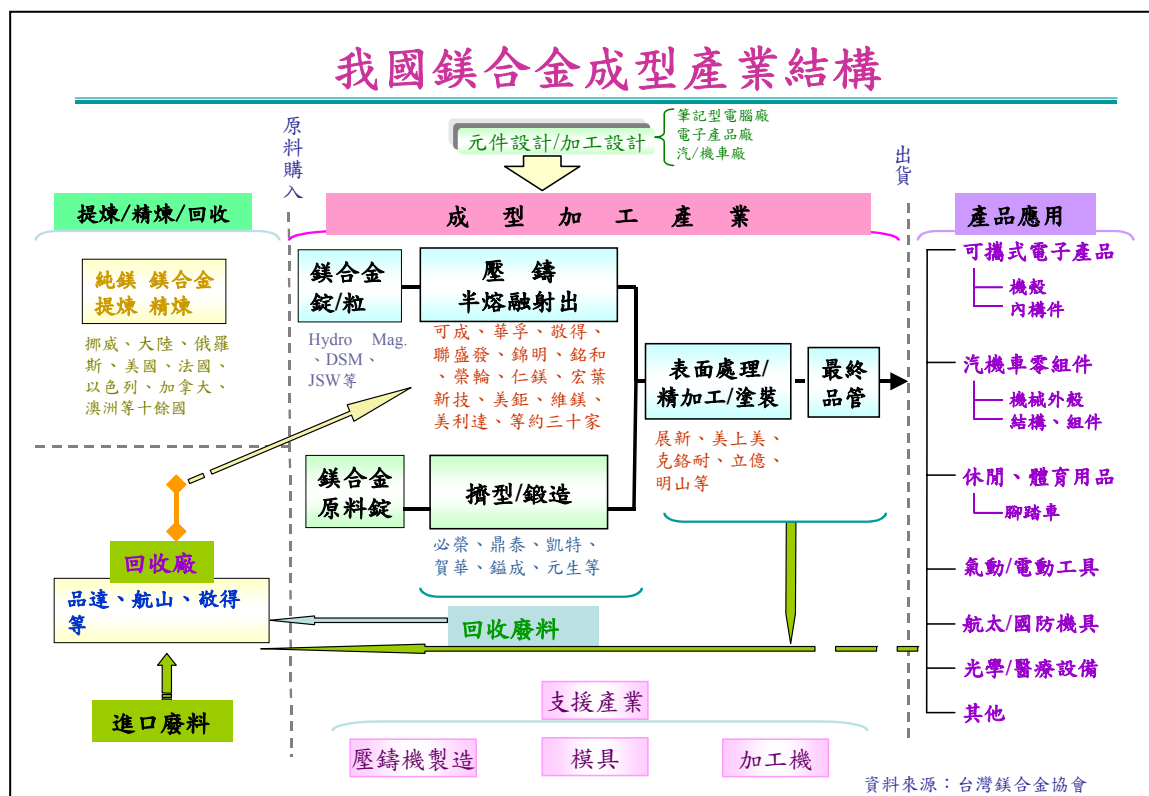 我國鎂合金成型產業結構
原料購入
元件設計/加工設計
筆記型電腦廠
電子產品廠
汽/機車廠
出貨
提煉/精煉/回收
成型加工產業
產品應用
純鎂 鎂合金
提煉 精煉
挪威、大陸、俄羅
斯、美國、法國、
以色列、加拿大、
澳洲等十餘國
鎂合金
錠/粒
Hydro Mag.
、DSM、
JSW等
壓鑄
半熔融射出
可成、華孚、敬得、
聯盛發、錦明、銘和
、榮輪、仁鎂、宏葉
新技、美鉅、維鎂、
美利達、等約三十家
表面處理/
精加工/塗裝
最終
品管
展新、美上美、
克鉻耐、立億、
明山等
鎂合金
原料錠
擠型/鍛造
必榮、鼎泰、凱特、
賀華、鎰成、元生等
回收廠
品達、航山、敬得
等
回收廢料
進口廢料
支援產業
壓鑄機製造
模具
加工機
可攜式電子產品
機殼
內構件
汽機車零組件
機械外殼
結構、組件
休閒、體育用品
腳踏車
氣動/電動工具
航太/國防機具
光學/醫療設備
其他
資料來源：台灣鎂合金協會